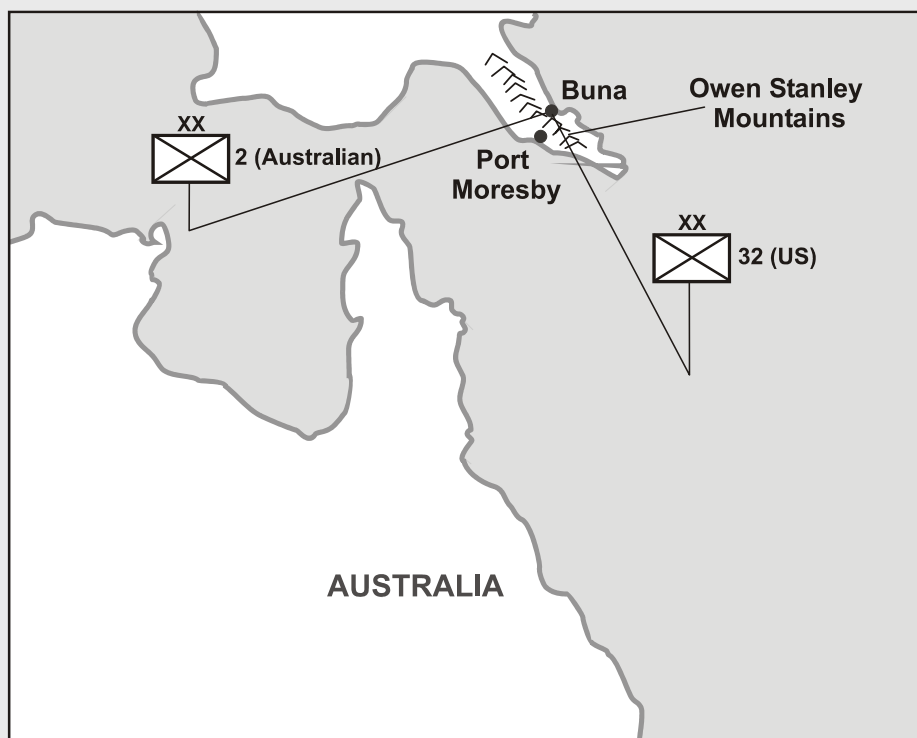 Buna
Owen Stanley
Mountains
XX
2 (Australian)
Port
Moresby
XX
32 (US)
AUSTRALIA